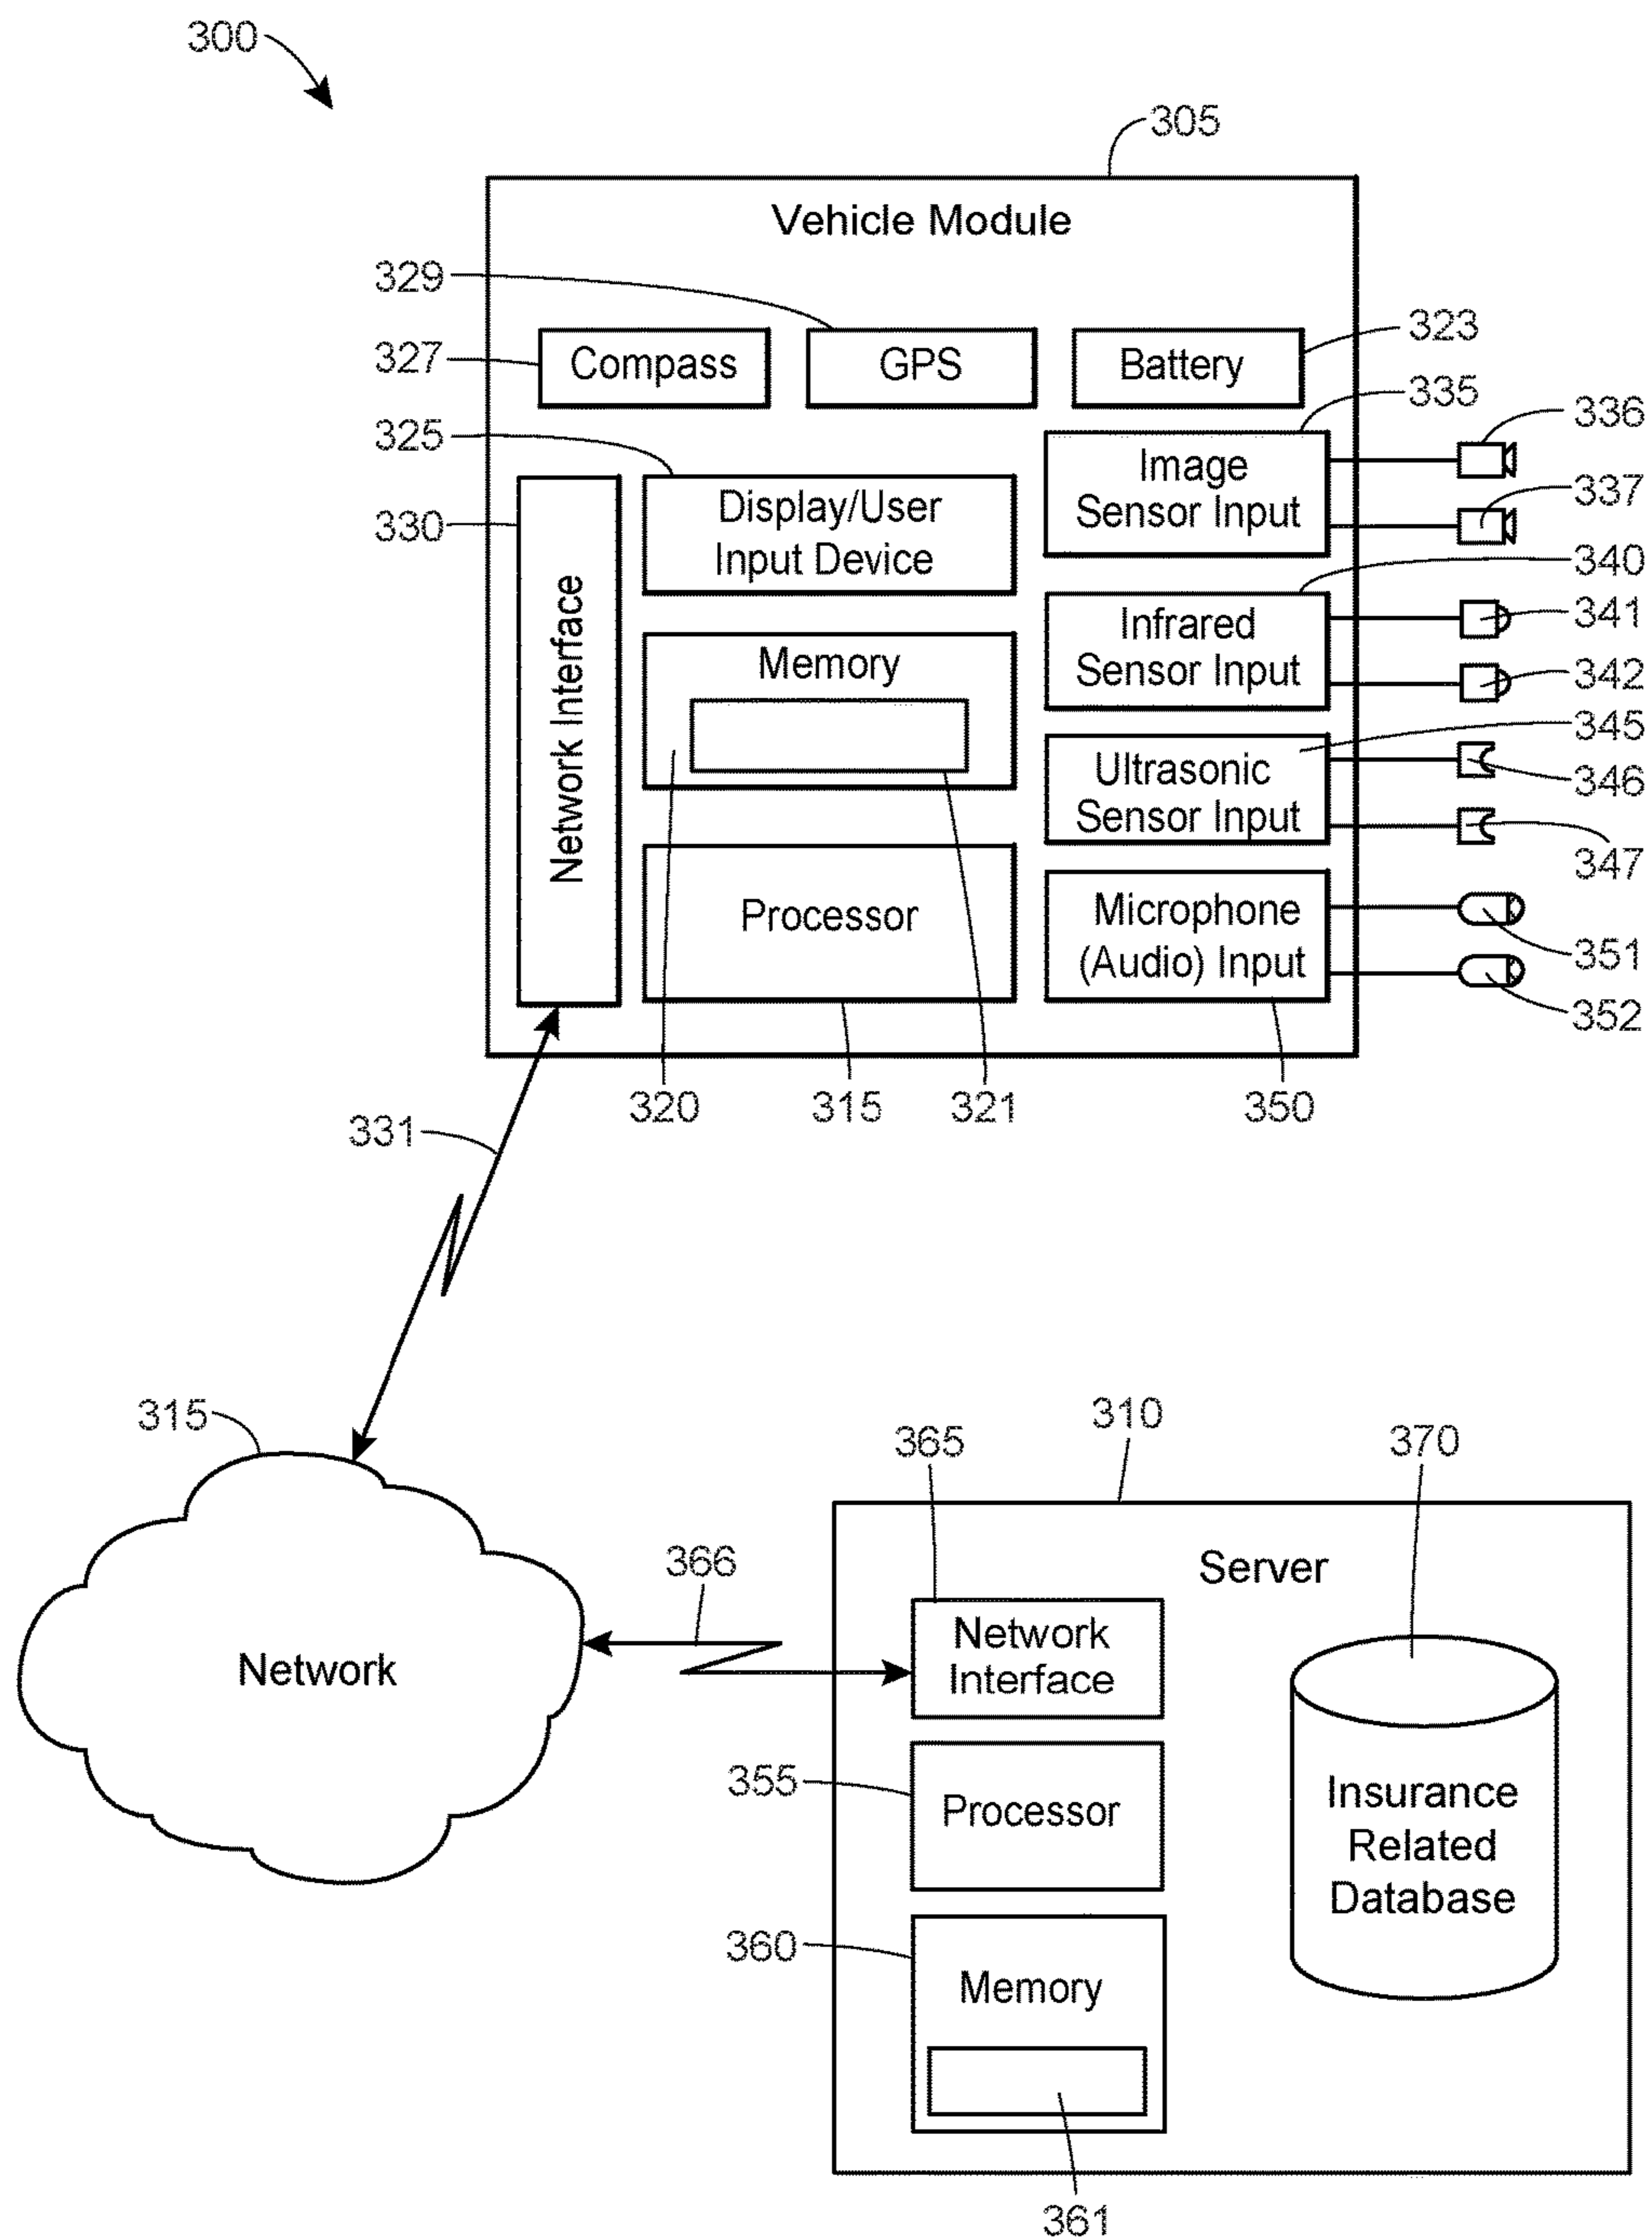 300
305
Vehicle Module
329
323
327
Compass
GPS
Battery
335
336
325
Image
Sensor Input
337
330
Display/User
Input Device
340
341
Network Interface
Infrared
Sensor Input
342
Memory
345
Ultrasonic
Sensor Input
346
347
Processor
Microphone
(Audio) Input
351
352
320
315
321
350
331
315
310
365
370
366
Server
Network
Interface
Network
355
Processor
Insurance
Related
Database
360
Memory
361